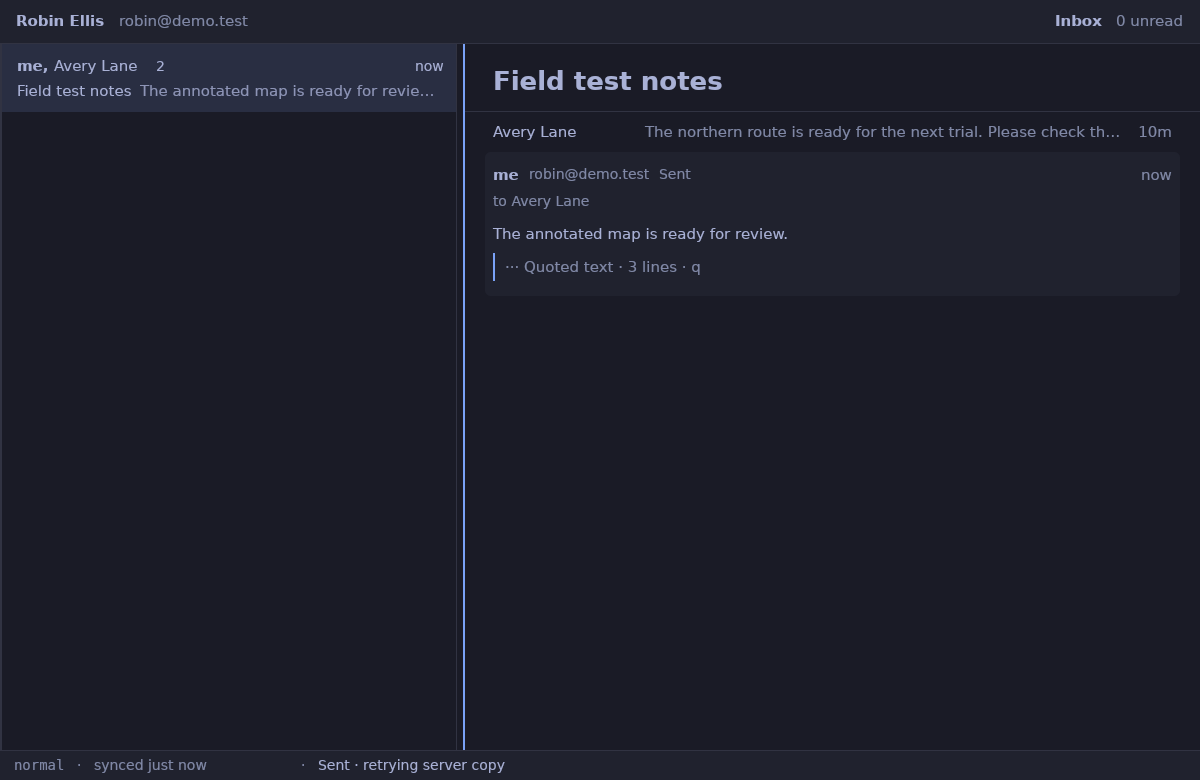 Robin Ellis robin@demo.test Inbox 0 unread
me, Avery Lane 2 now
Field test notes The annotated map is ready for revie…
Field test notes
Avery Lane The northern route is ready for the next trial. Please check th… 10m
me robin@demo.test Sent now
to Avery Lane
The annotated map is ready for review.
··· Quoted text · 3 lines · q
normal · synced just now · Sent · retrying server copy